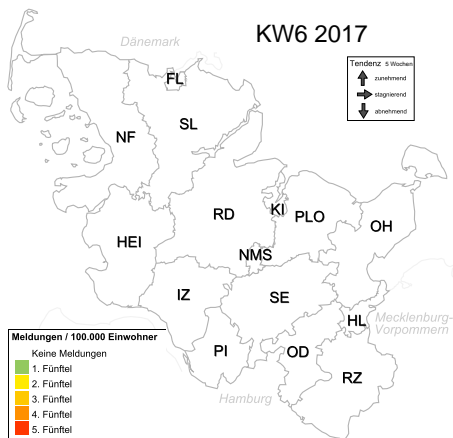 KW6 2017
Dänemark
Tendenz 5 Wochen
zunehmend
stagnierend
abnehmend
FL
SL
NF
RD
KI
PLO
OH
HEI
NMS
IZ
SE
HL
Mecklenburg-
Vorpommern
PI
OD
RZ
Hamburg
Meldungen / 100.000 Einwohner
Keine Meldungen
1. Fünftel
2. Fünftel
3. Fünftel
4. Fünftel
5. Fünftel